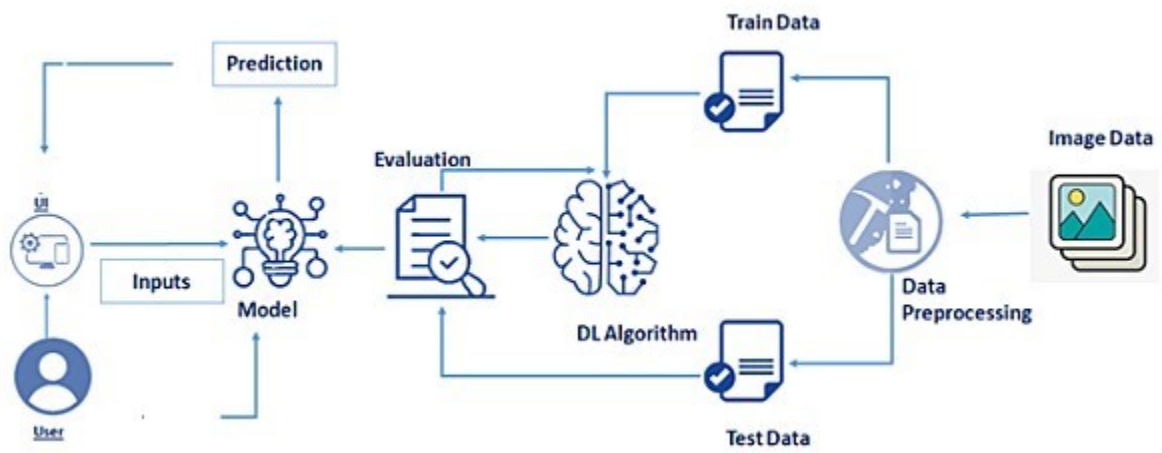 Train Data
Prediction
Image Data
Evaluation
UI
Inputs
Model
Data
Preprocessing
DL Algorithm
User
Test Data